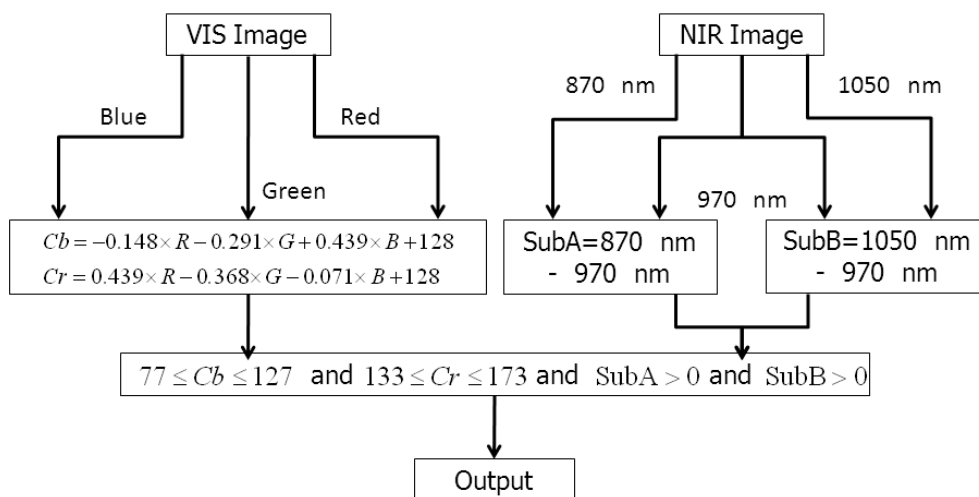 VIS Image
Blue
Green
Red
Cb = −0.148 × R − 0.291 × G + 0.439 × B + 128
Cr = 0.439 × R − 0.368 × G − 0.071 × B + 128
NIR Image
870 nm
1050 nm
970 nm
SubA=870 nm
- 970 nm
SubB=1050 nm
- 970 nm
77 ≤ Cb ≤ 127 and 133 ≤ Cr ≤ 173 and SubA > 0 and SubB > 0
Output